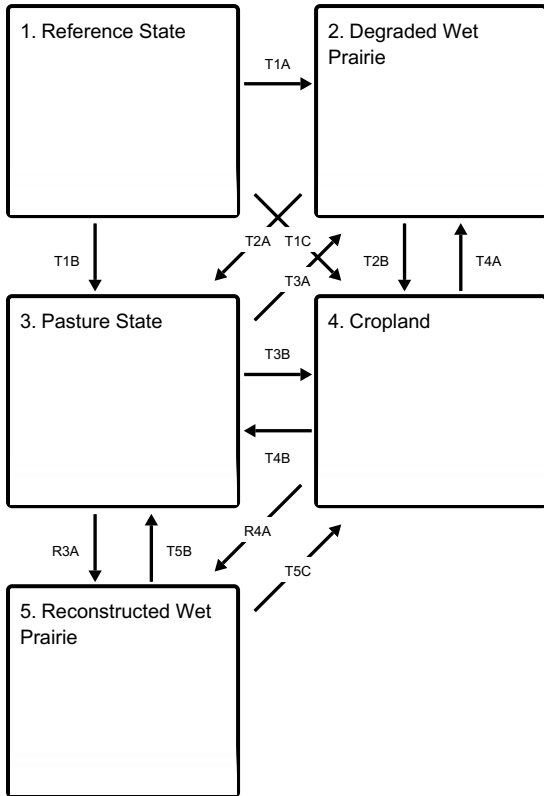 1. Reference State
2. Degraded Wet
Prairie
T1A
T2A
T1C
T1B
T3A
T2B
T4A
3. Pasture State
4. Cropland
T3B
T4B
R4A
R3A
T5B
T5C
5. Reconstructed Wet
Prairie